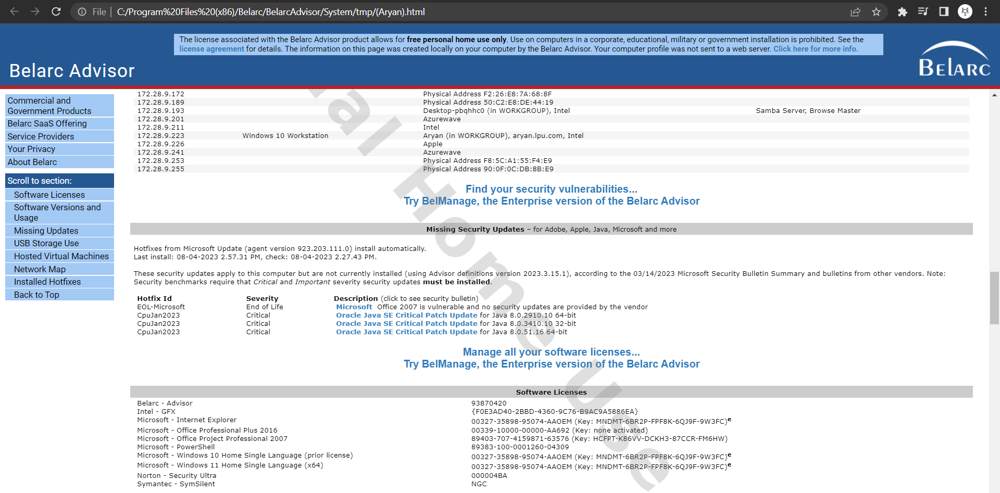 File | C:/Program%20Files%20(x86)/Belarc/BelarcAdvisor/System/tmp/(Aryan).html
The license associated with the Belarc Advisor product allows for free personal home use only. Use on computers in a corporate, educational, military or government installation is prohibited. See the
license agreement for details. The information on this page was created locally on your computer by the Belarc Advisor. Your computer profile was not sent to a web server. Click here for more info.
Belarc Advisor
BELARC
Commercial and
Government Products
Belarc SaaS Offering
Service Providers
Your Privacy
About Belarc
Scroll to section:
Software Licenses
Software Versions and
Usage
Missing Updates
USB Storage Use
Hosted Virtual Machines
Network Map
Installed Hotfixes
Back to Top
172.28.9.172 Physical Address F2:26:E8:7A:68:8F
172.28.9.189 Physical Address 50:C2:E8:DE:44:19
172.28.9.193 Desktop-pbqhhc0 (in WORKGROUP), Intel Samba Server, Browse Master
172.28.9.201 Azurewave
172.28.9.211 Intel
172.28.9.223 Windows 10 Workstation Aryan (in WORKGROUP), aryan.lpu.com, Intel
172.28.9.226 Apple
172.28.9.241 Azurewave
172.28.9.253 Physical Address F8:5C:A1:55:F4:E9
172.28.9.255 Physical Address 90:0F:0C:DB:8B:E9
Find your security vulnerabilities...
Try BelManage, the Enterprise version of the Belarc Advisor
Missing Security Updates – for Adobe, Apple, Java, Microsoft and more
Hotfixes from Microsoft Update (agent version 923.203.111.0) install automatically.
Last install: 08-04-2023 2.57.31 PM, check: 08-04-2023 2.27.43 PM.
These security updates apply to this computer but are not currently installed (using Advisor definitions version 2023.3.15.1), according to the 03/14/2023 Microsoft Security Bulletin Summary and bulletins from other vendors. Note:
Security benchmarks require that Critical and Important severity security updates must be installed.
Hotfix Id Severity Description (click to see security bulletin)
EOL-Microsoft End of Life Microsoft Office 2007 is vulnerable and no security updates are provided by the vendor
CpuJan2023 Critical Oracle Java SE Critical Patch Update for Java 8.0.2910.10 64-bit
CpuJan2023 Critical Oracle Java SE Critical Patch Update for Java 8.0.3410.10 32-bit
CpuJan2023 Critical Oracle Java SE Critical Patch Update for Java 8.0.51.16 64-bit
Manage all your software licenses...
Try BelManage, the Enterprise version of the Belarc Advisor
Software Licenses
Belarc - Advisor 93870420
Intel - GFX {F0E3AD40-2BBD-4360-9C76-B9AC9A5886EA}
Microsoft - Internet Explorer 00327-35898-95074-AAOEM (Key: MNDMT-6BR2P-FPF8K-6QJ9F-9W3FC)e
Microsoft - Office Professional Plus 2016 00339-10000-00000-AA692 (Key: none activated)
Microsoft - Office Project Professional 2007 89403-707-4159871-63576 (Key: HCFPT-K86VV-DCKH3-87CCR-FM6HW)
Microsoft - PowerShell 89383-100-0001260-04309
Microsoft - Windows 10 Home Single Language (prior license) 00327-35898-95074-AAOEM (Key: MNDMT-6BR2P-FPF8K-6QJ9F-9W3FC)e
Microsoft - Windows 11 Home Single Language (x64) 00327-35898-95074-AAOEM (Key: MNDMT-6BR2P-FPF8K-6QJ9F-9W3FC)e
Norton - Security Ultra 000004BA
Symantec - SymSilent NGC
al Home Use